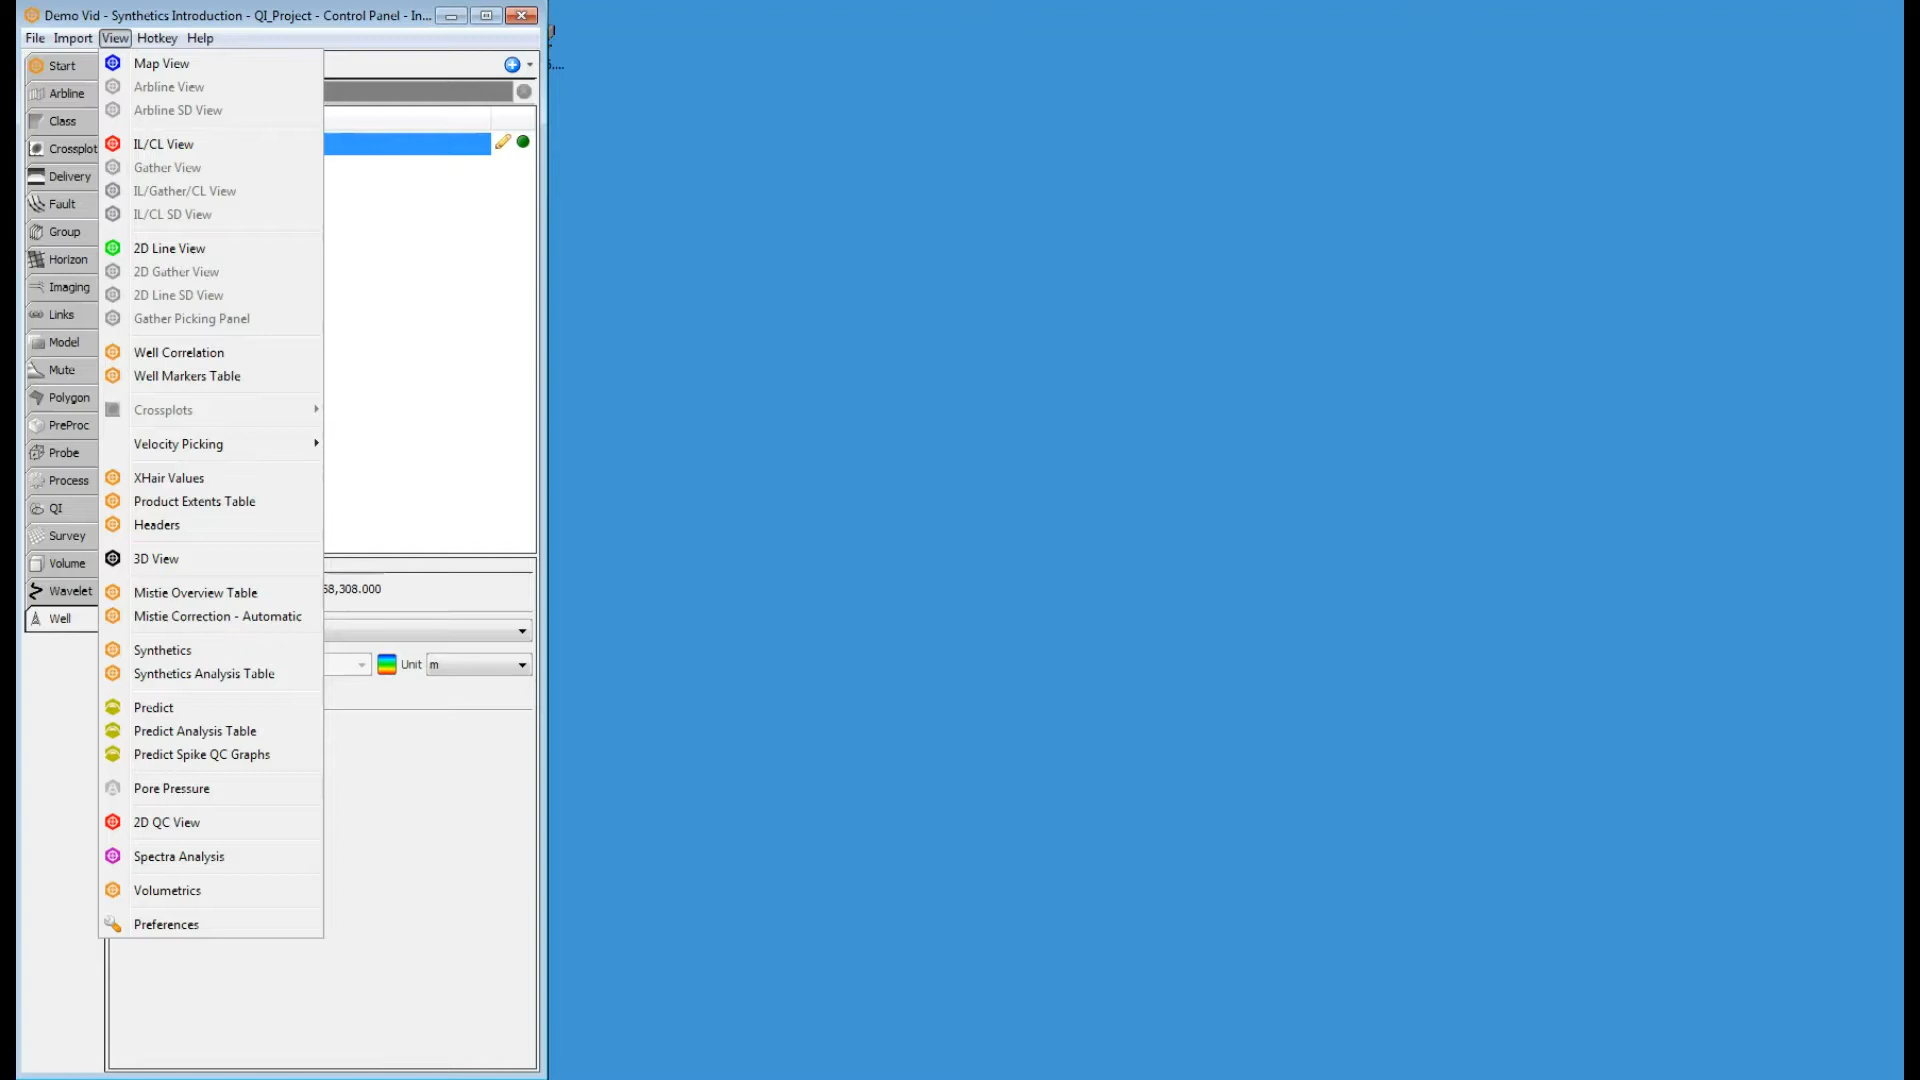 Demo Vid - Synthetics Introduction - QI_Project - Control Panel - In...
File Import View Hotkey Help
Start
Arbline
Class
Crossplot
Delivery
Fault
Group
Horizon
Imaging
Links
Model
Mute
Polygon
PreProc
Probe
Process
QI
Survey
Volume
Wavelet
Well
Map View
Arbline View
Arbline SD View
IL/CL View
Gather View
IL/Gather/CL View
IL/CL SD View
2D Line View
2D Gather View
2D Line SD View
Gather Picking Panel
Well Correlation
Well Markers Table
Crossplots
Velocity Picking
XHair Values
Product Extents Table
Headers
3D View
Mistie Overview Table
Mistie Correction - Automatic
Synthetics
Synthetics Analysis Table
Predict
Predict Analysis Table
Predict Spike QC Graphs
Pore Pressure
2D QC View
Spectra Analysis
Volumetrics
Preferences
8,308.000
Unit m